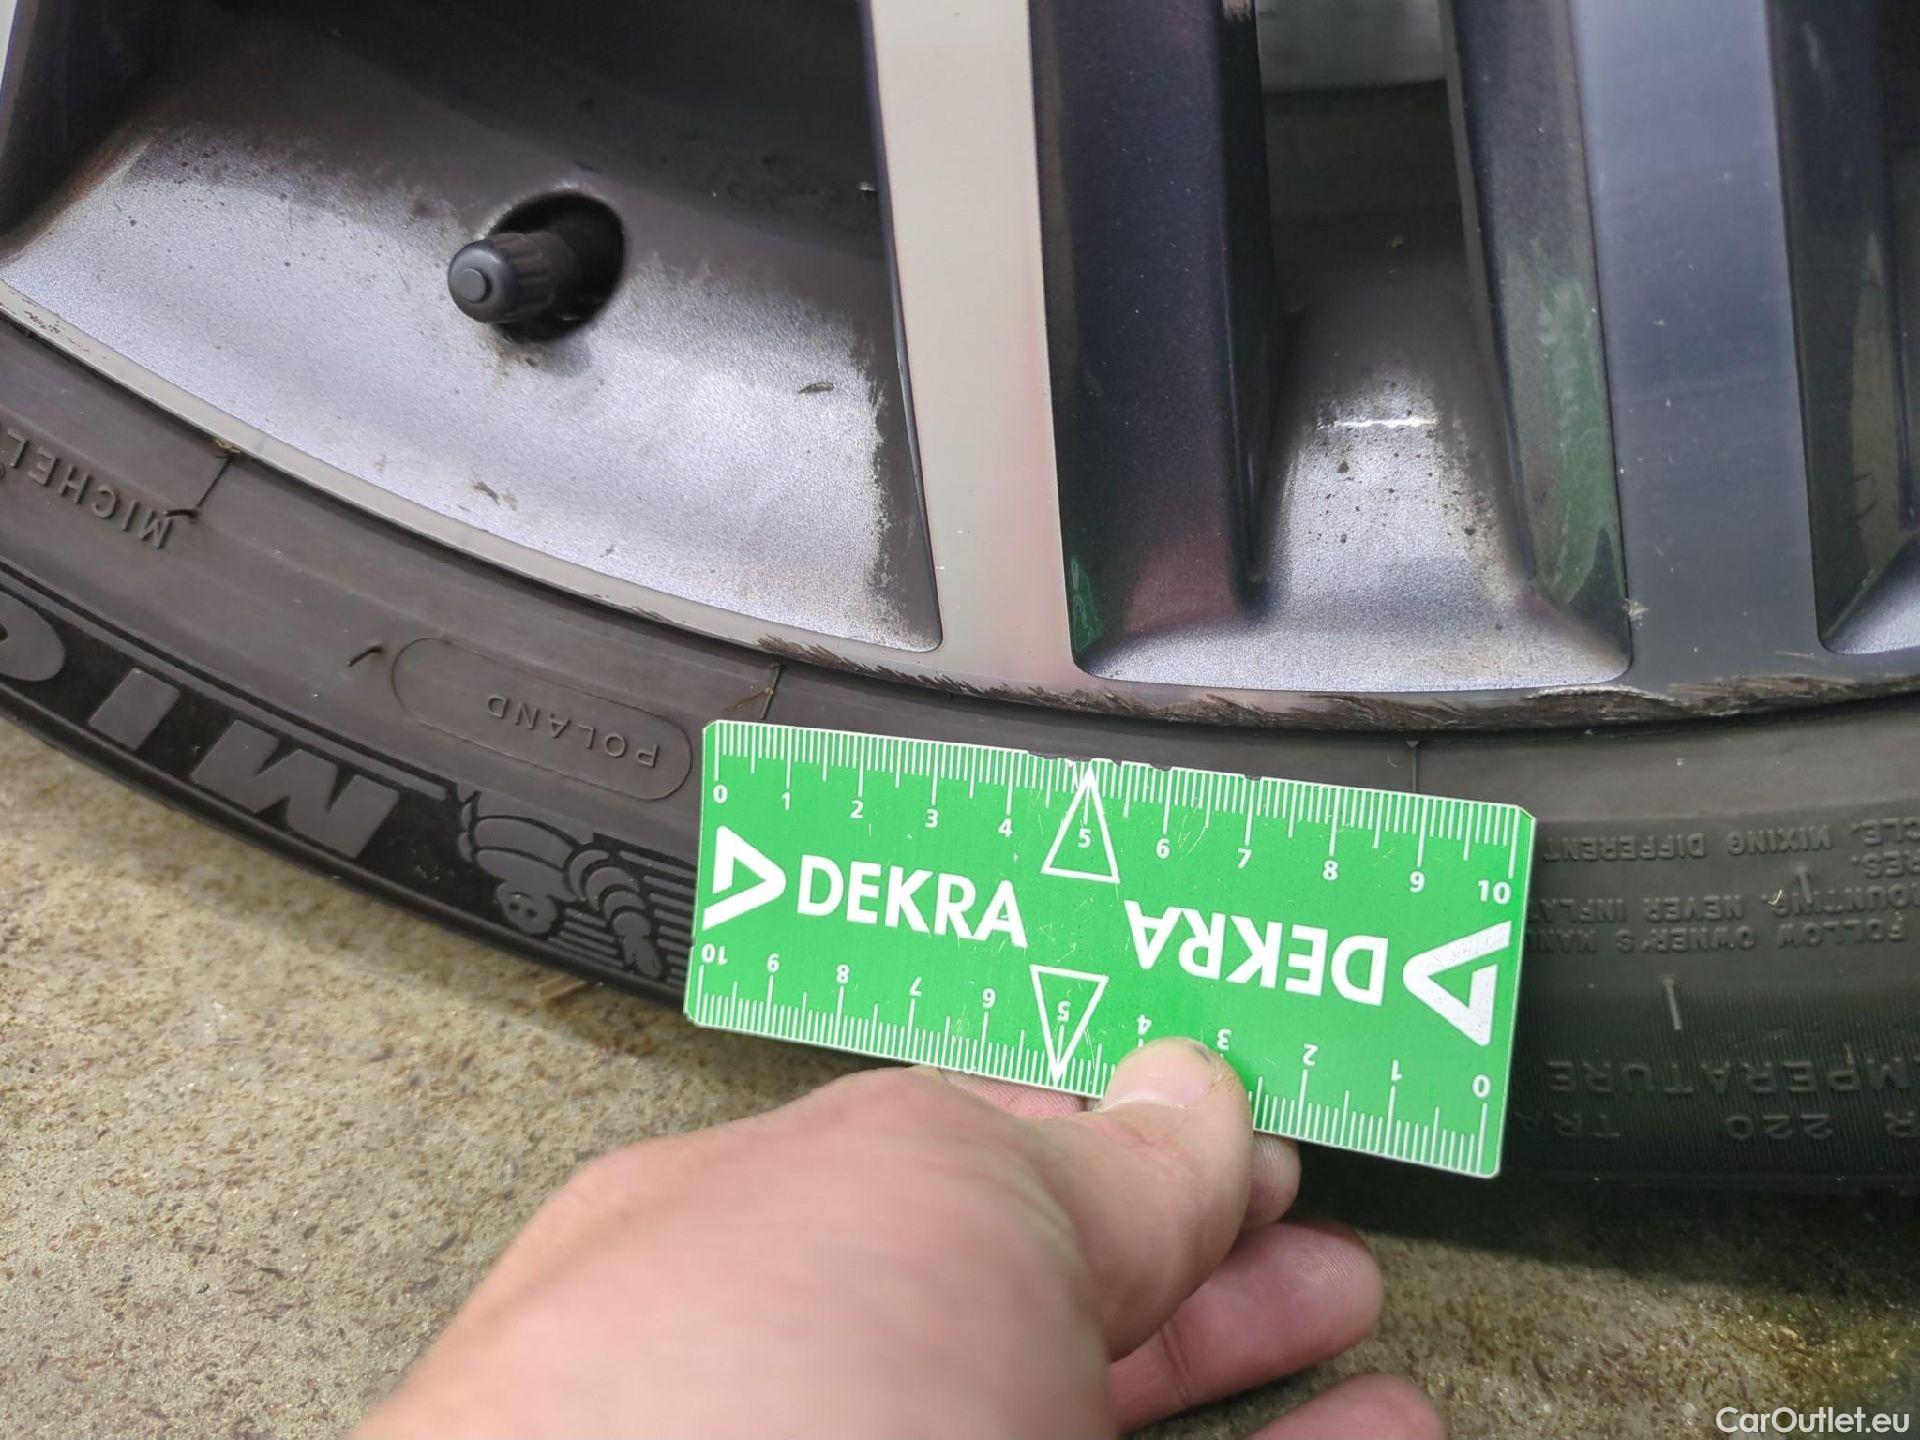 MICHEL
MIC
POLAND
0 1 2 3 4 5 6 7 8 9 10
DEKRA
DEKRA
10 9 8 7 6 5 4 3 2 1 0
CLE. MIXING DIFFERENT
RES.
MOUNTING. NEVER INFLAT
FOLLOW OWNER'S MANU
MPERATURE
220 TRA
CarOutlet.eu